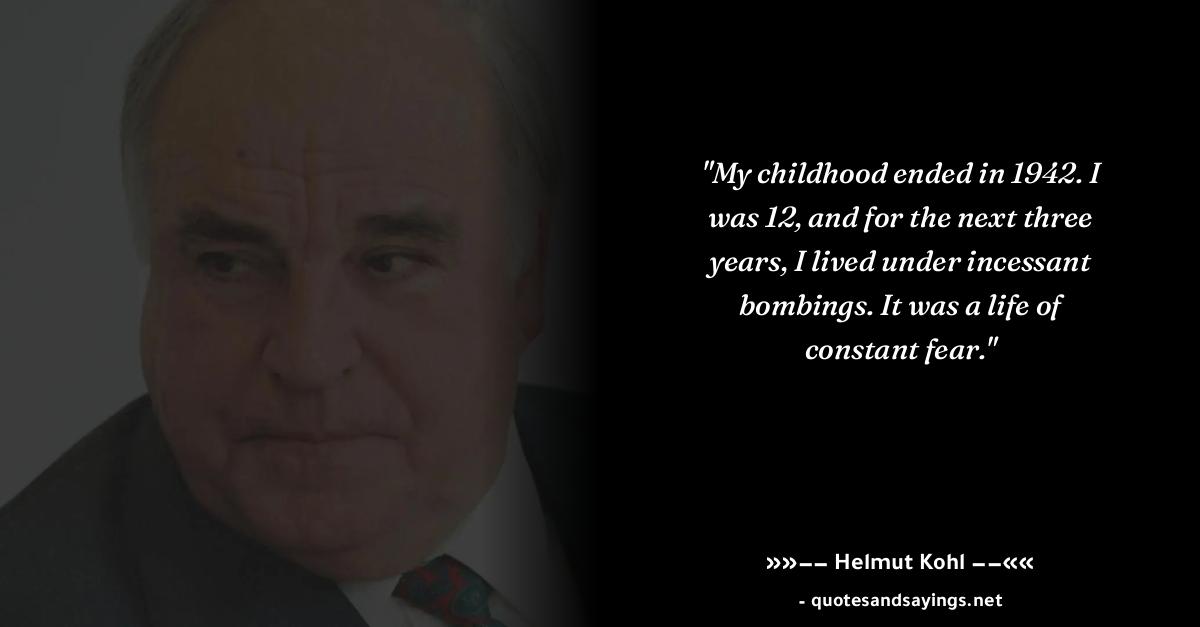 "My childhood ended in 1942. I
was 12, and for the next three
years, I lived under incessant
bombings. It was a life of
constant fear."
»»−− Helmut Kohl −−««
- quotesandsayings.net